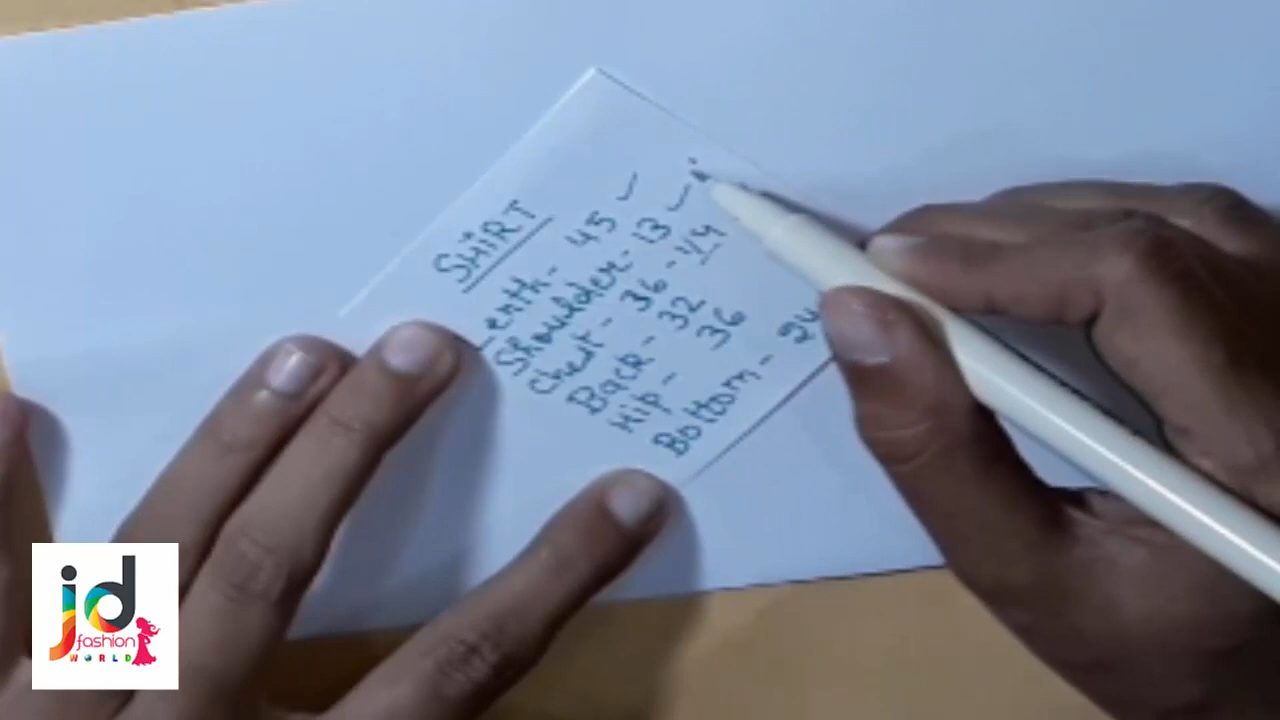 SHIRT
Lenth - 45
Shoulder - 13
Chest - 36 - 1/4
Back - 32
Hip - 36
Bottom - 24
jd
fashion
WORLD